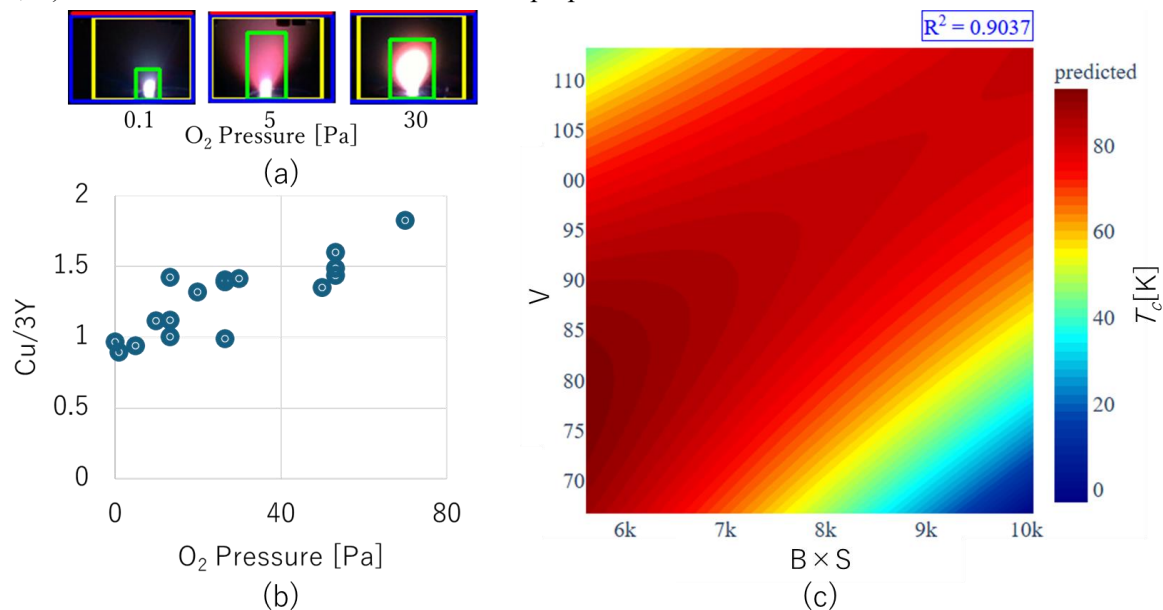 0.1 5 30
O₂ Pressure [Pa]
(a)
2
1.5
1
0.5
0
0 40 80
Cu/3Y
O₂ Pressure [Pa]
(b)
R² = 0.9037
predicted
110
105
00
95
90
85
80
75
70
V
6k 7k 8k 9k 10k
B×S
80
60
40
20
0
T_c[K]
(c)